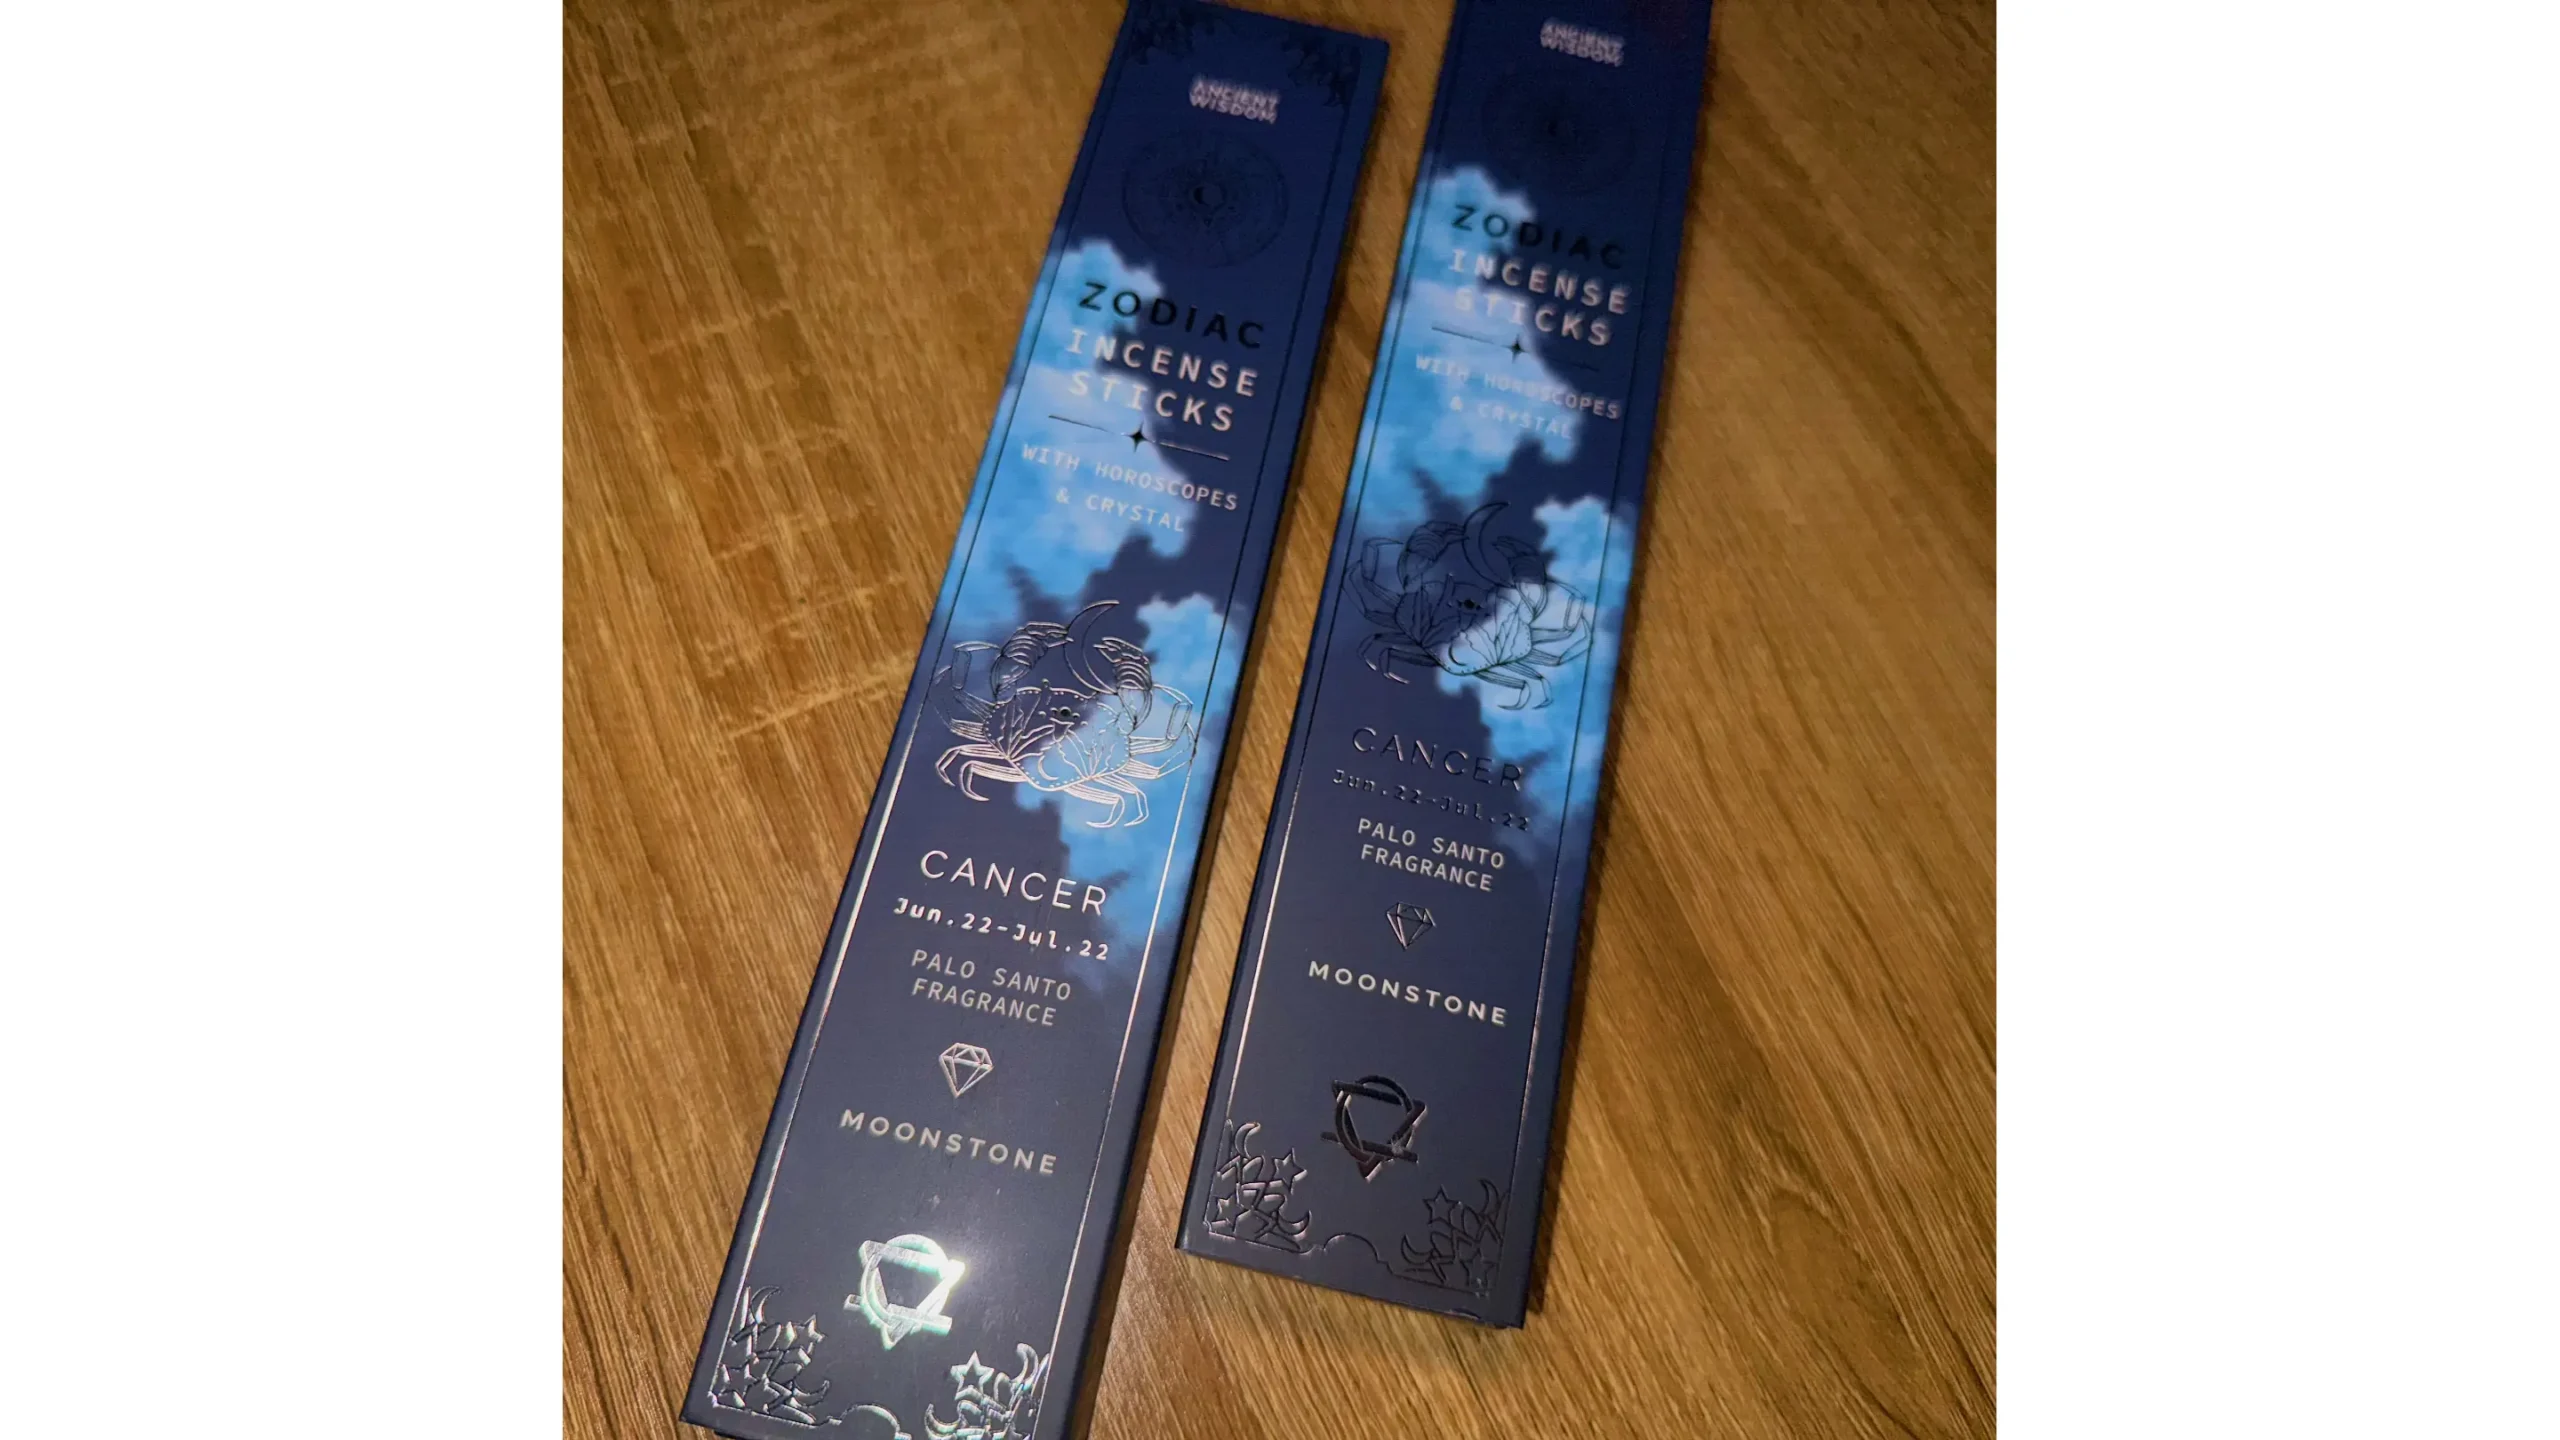 ANCIENT
WISDOM
ZODIAC
INCENSE
STICKS
WITH HOROSCOPES
& CRYSTAL
CANCER
Jun.22-Jul.22
PALO SANTO
FRAGRANCE
MOONSTONE
ANCIENT
WISDOM
ZODIAC
INCENSE
STICKS
WITH HOROSCOPES
& CRYSTAL
CANCER
Jun.22-Jul.22
PALO SANTO
FRAGRANCE
MOONSTONE